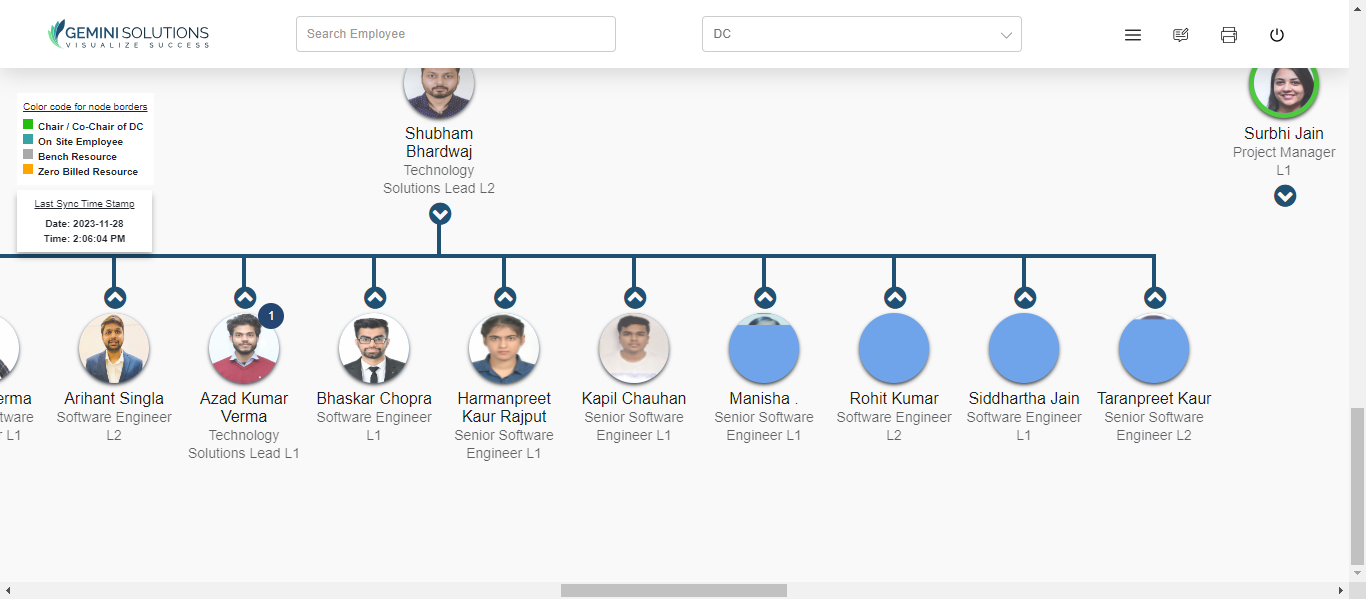 GEMINI SOLUTIONS
VISUALIZE SUCCESS
Search Employee
DC
Color code for node borders
Chair / Co-Chair of DC
On Site Employee
Bench Resource
Zero Billed Resource
Last Sync Time Stamp
Date: 2023-11-28
Time: 2:06:04 PM
Shubham
Bhardwaj
Technology
Solutions Lead L2
Surbhi Jain
Project Manager
L1
erma
tware
r L1
Arihant Singla
Software Engineer
L2
1
Azad Kumar
Verma
Technology
Solutions Lead L1
Bhaskar Chopra
Software Engineer
L1
Harmanpreet
Kaur Rajput
Senior Software
Engineer L1
Kapil Chauhan
Senior Software
Engineer L1
Manisha .
Senior Software
Engineer L1
Rohit Kumar
Software Engineer
L2
Siddhartha Jain
Software Engineer
L1
Taranpreet Kaur
Senior Software
Engineer L2